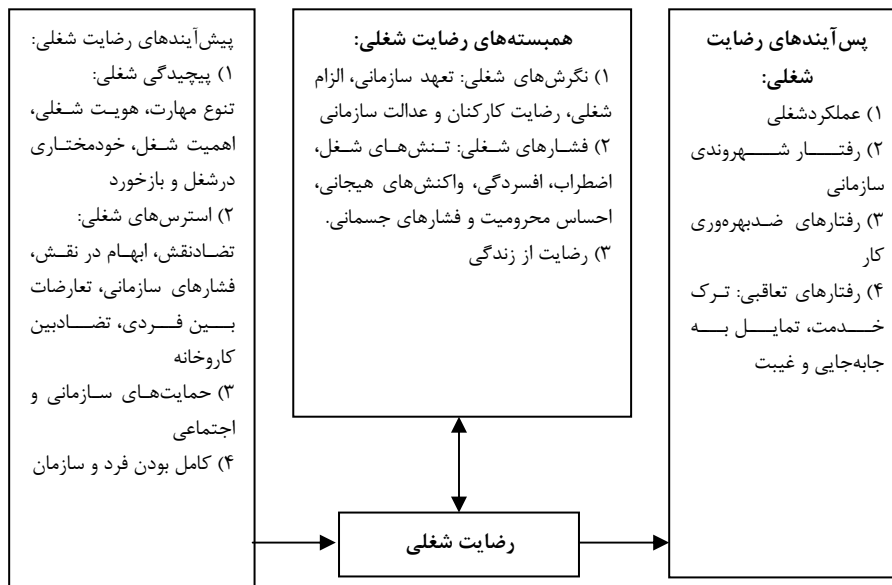 پیش‌آیندهای رضایت شغلی:
۱) پیچیدگی شغلی:
تنوع مهارت، هویت شغلی،
اهمیت شغل، خودمختاری
درشغل و بازخورد
۲) استرس‌های شغلی:
تضادنقش، ابهام در نقش،
فشارهای سازمانی، تعارضات
بین فردی، تضادبین
کاروخانه
۳) حمایت‌های سازمانی و
اجتماعی
۴) کامل بودن فرد و سازمان
همبسته‌های رضایت شغلی:
۱) نگرش‌های شغلی: تعهد سازمانی، الزام
شغلی، رضایت کارکنان و عدالت سازمانی
۲) فشارهای شغلی: تنش‌های شغل،
اضطراب، افسردگی، واکنش‌های هیجانی،
احساس محرومیت و فشارهای جسمانی.
۳) رضایت از زندگی
پس‌آیندهای رضایت
شغلی:
۱) عملکردشغلی
۲) رفتار شهروندی
سازمانی
۳) رفتارهای ضدبهره‌وری
کار
۴) رفتارهای تعاقبی: ترک
خدمت، تمایل به
جابه‌جایی و غیبت
رضایت شغلی